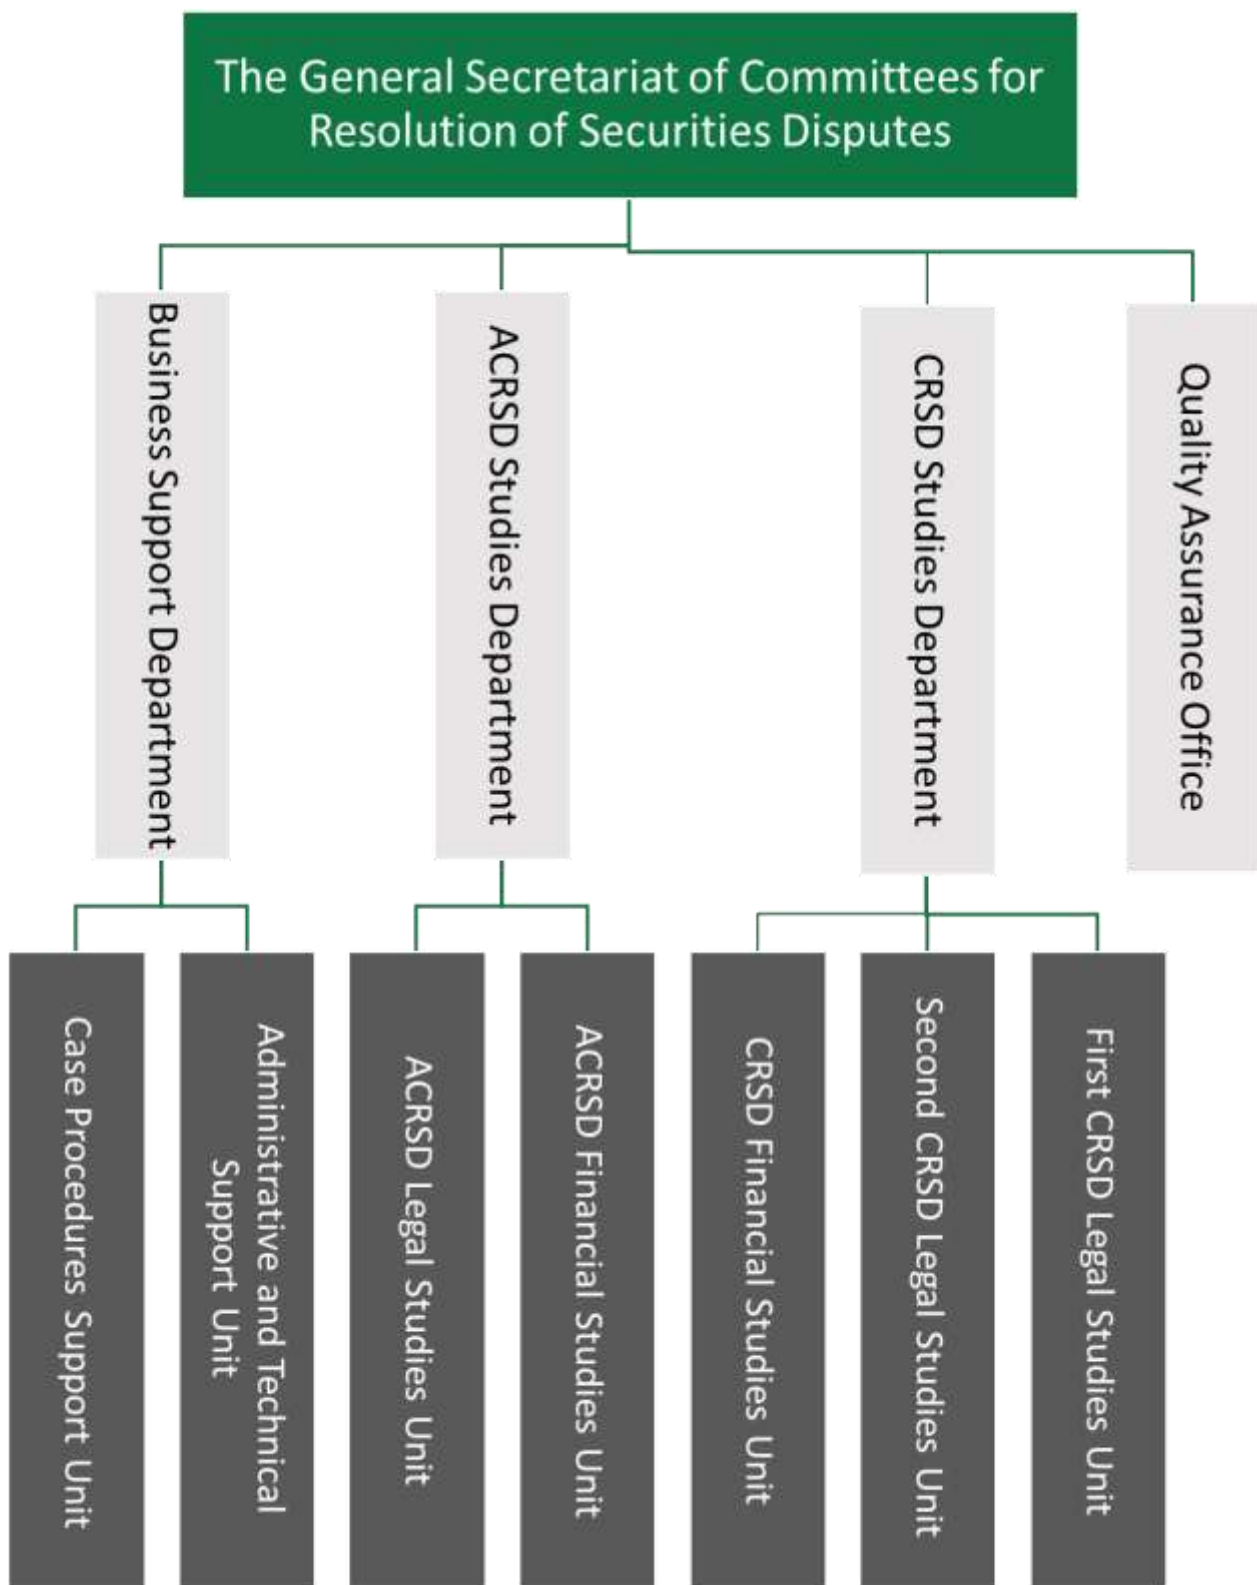 The General Secretariat of Committees for
Resolution of Securities Disputes
Business Support Department
ACRSD Studies Department
CRSD Studies Department
Quality Assurance Office
Case Procedures Support Unit
Administrative and Technical
Support Unit
ACRSD Legal Studies Unit
ACRSD Financial Studies Unit
CRSD Financial Studies Unit
Second CRSD Legal Studies Unit
First CRSD Legal Studies Unit